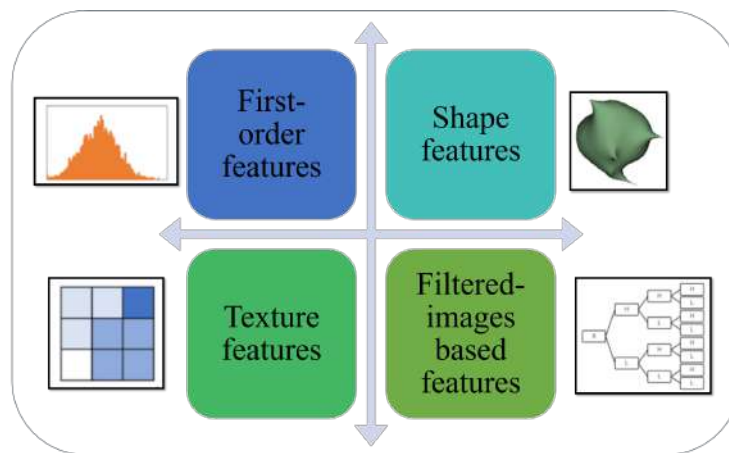 First-
order
features
Shape
features
Texture
features
Filtered-
images
based
features
H
L
H
L
H
L
H
L
H
L
H
L
H
L